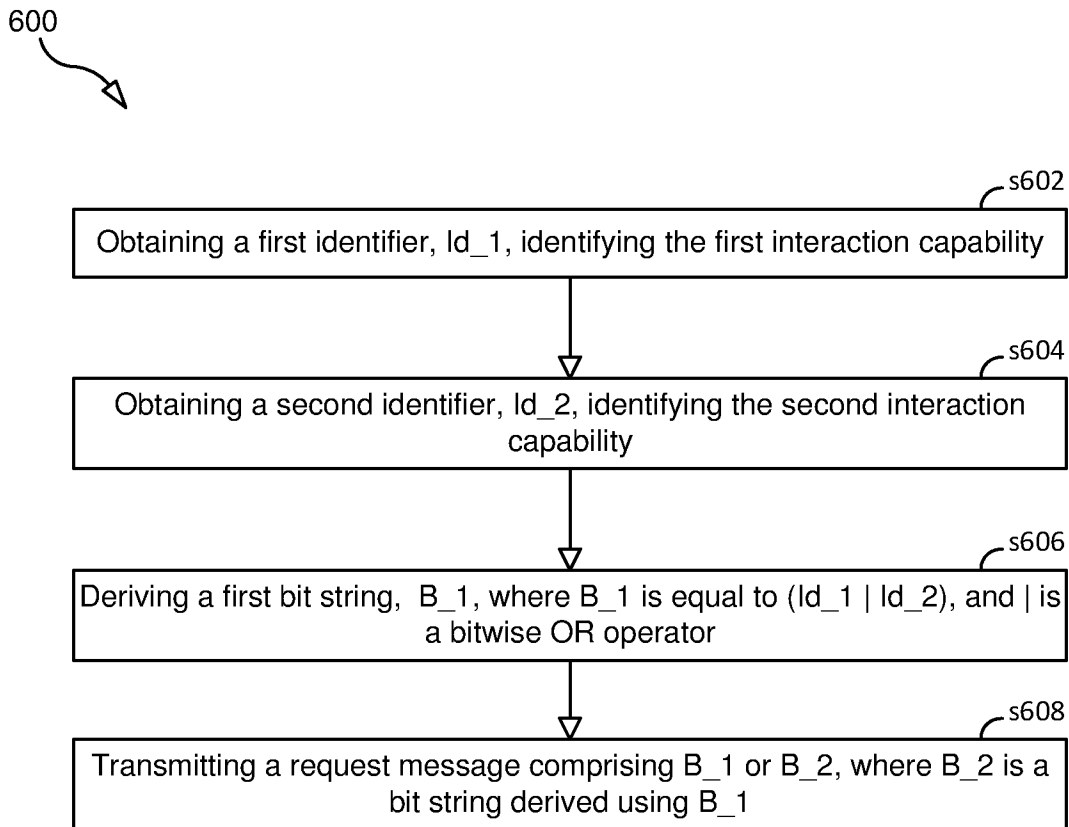 600
s602
Obtaining a first identifier, Id_1, identifying the first interaction capability
s604
Obtaining a second identifier, Id_2, identifying the second interaction
capability
s606
Deriving a first bit string, B_1, where B_1 is equal to (Id_1 | Id_2), and | is
a bitwise OR operator
s608
Transmitting a request message comprising B_1 or B_2, where B_2 is a
bit string derived using B_1